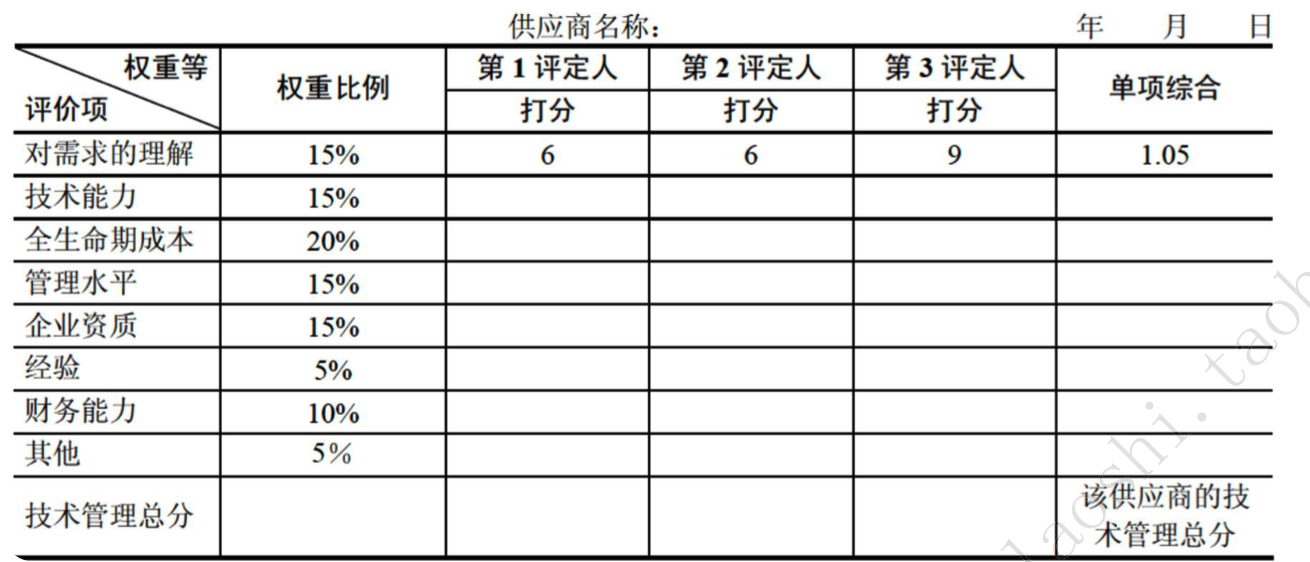 供应商名称： 年 月 日
权重等
评价项 权重比例 第 1 评定人 第 2 评定人 第 3 评定人 单项综合
打分 打分 打分
对需求的理解 15% 6 6 9 1.05
技术能力 15%
全生命期成本 20%
管理水平 15%
企业资质 15%
经验 5%
财务能力 10%
其他 5%
技术管理总分 该供应商的技
术管理总分
laoshi.taob